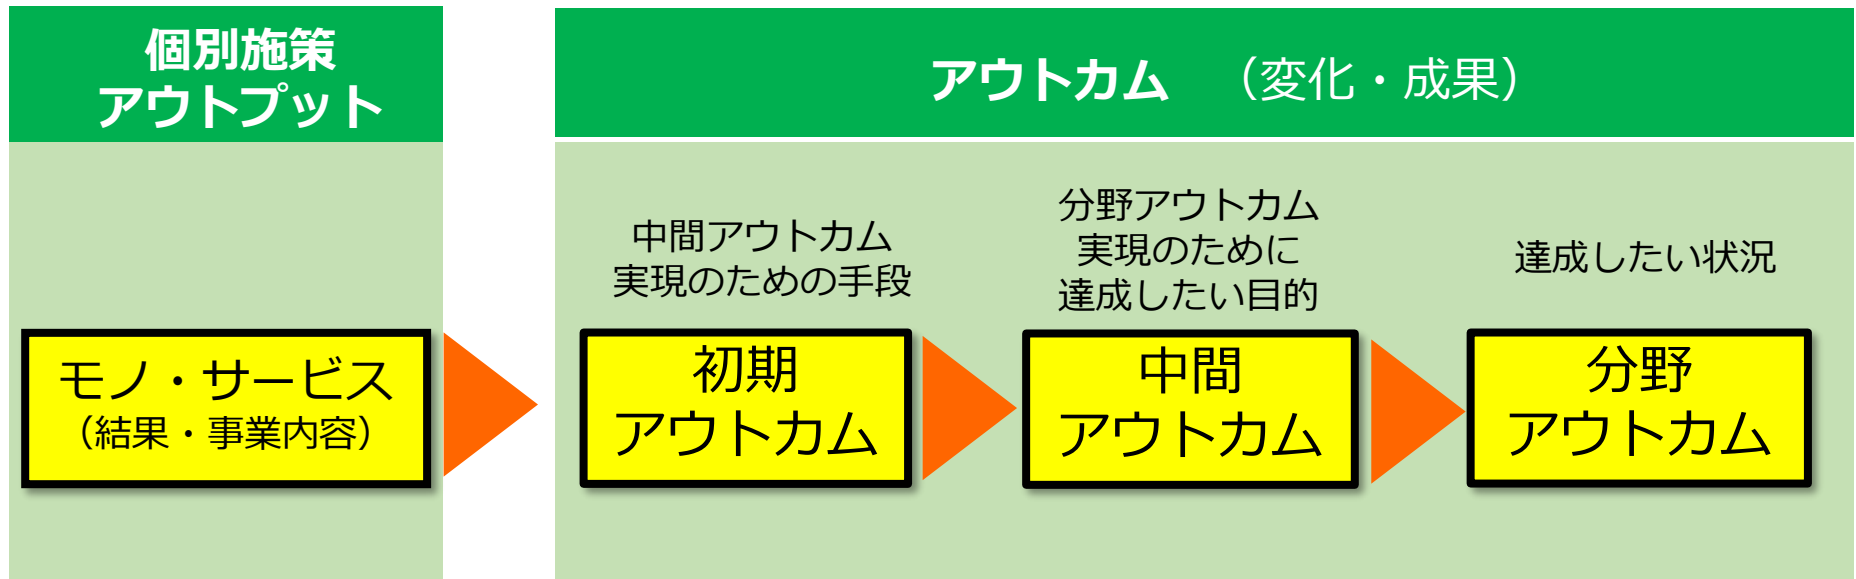 個別施策
アウトプット
アウトカム （変化・成果）
モノ・サービス
（結果・事業内容）
中間アウトカム
実現のための手段
初期
アウトカム
分野アウトカム
実現のために
達成したい目的
中間
アウトカム
達成したい状況
分野
アウトカム